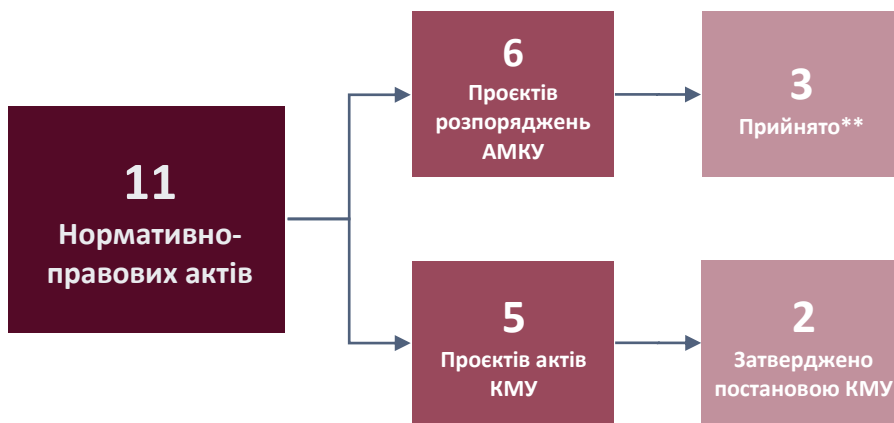 11
Нормативно-
правових актів
6
Проєктів
розпоряджень
АМКУ
3
Прийнято**
5
Проєктів актів
КМУ
2
Затверджено
постановою КМУ